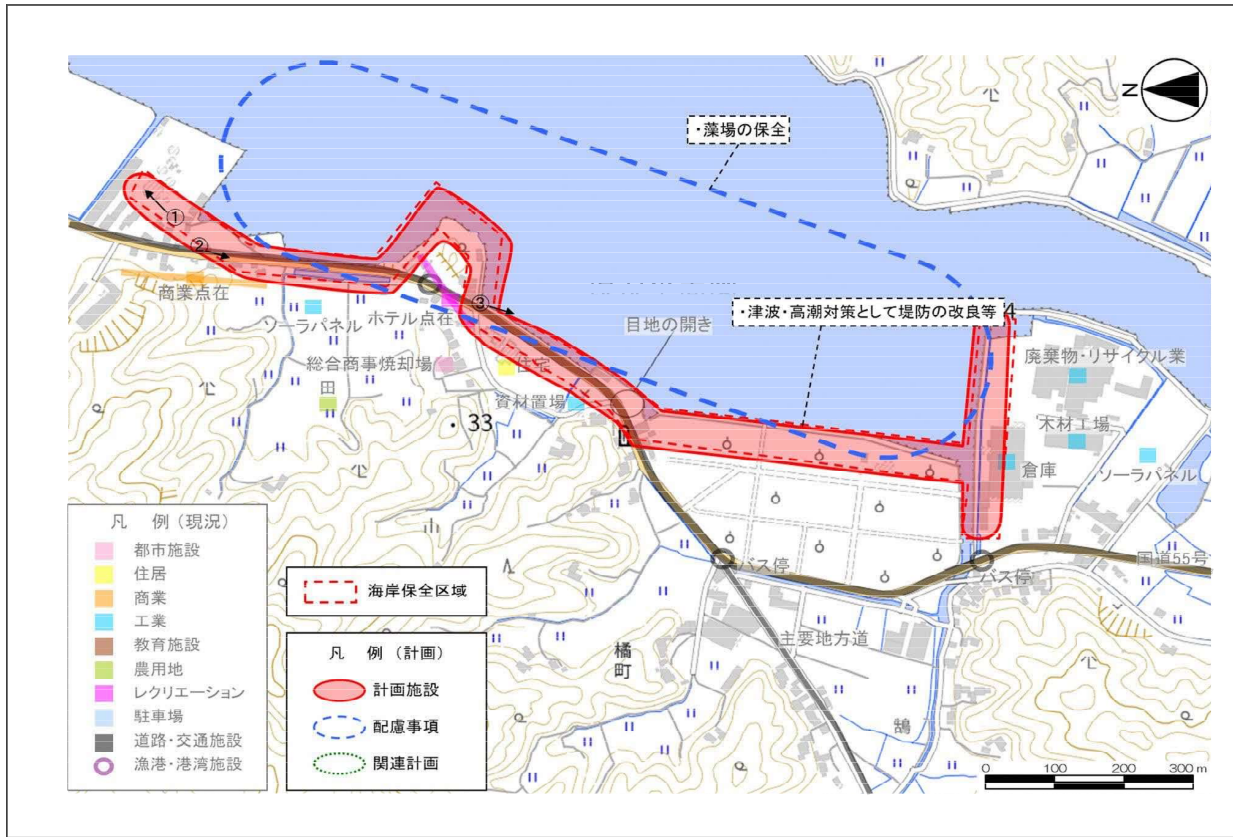 N
・藻場の保全
①
②
商業点在
ソーラパネル
ホテル点在
③
目地の開き
・津波・高潮対策として堤防の改良等
4
総合商事焼却場
住宅
田
資材置場
33
廃棄物・リサイクル業
木材工場
倉庫
ソーラパネル
バス停
バス停
国道55号
主要地方道
橘町
鵠
凡 例(現況)
都市施設
住居
商業
工業
教育施設
農用地
レクリエーション
駐車場
道路・交通施設
漁港・港湾施設
海岸保全区域
凡 例(計画)
計画施設
配慮事項
関連計画
0 100 200 300 m